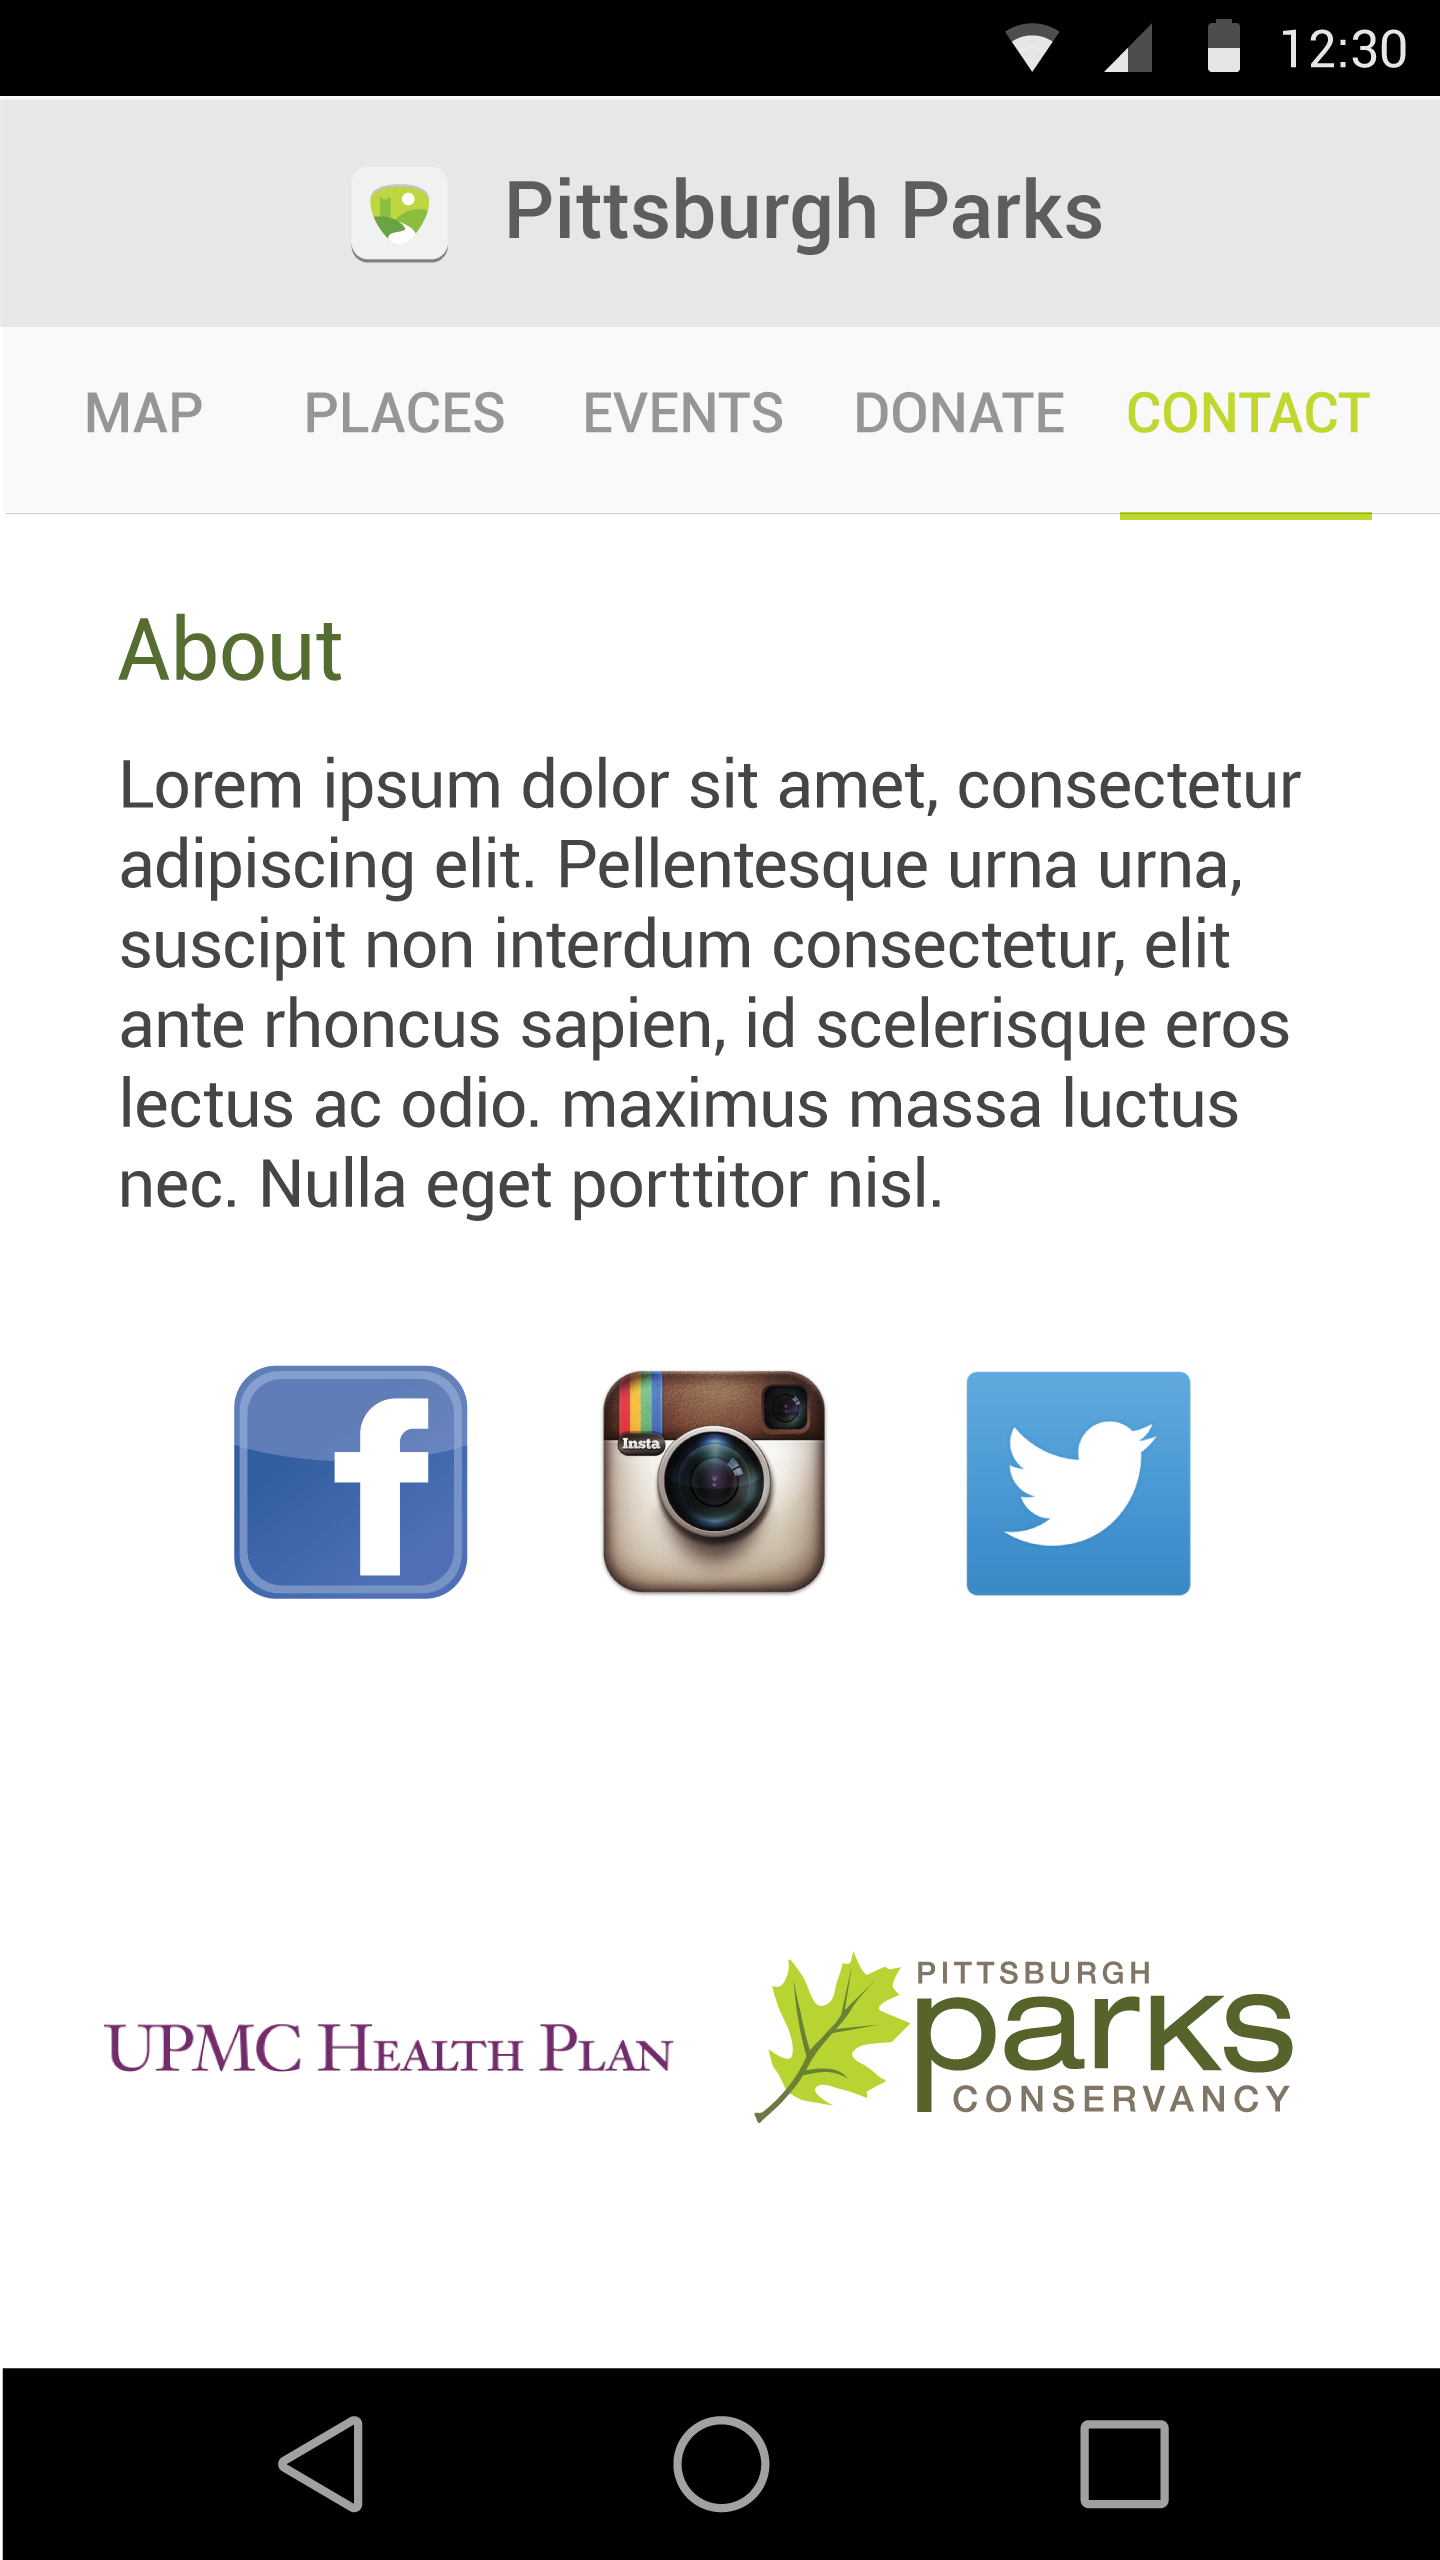 12:30
Pittsburgh Parks
MAP PLACES EVENTS DONATE CONTACT
About
Lorem ipsum dolor sit amet, consectetur
adipiscing elit. Pellentesque urna urna,
suscipit non interdum consectetur, elit
ante rhoncus sapien, id scelerisque eros
lectus ac odio. maximus massa luctus
nec. Nulla eget porttitor nisl.
f
Insta
UPMC HEALTH PLAN
PITTSBURGH
parks
CONSERVANCY